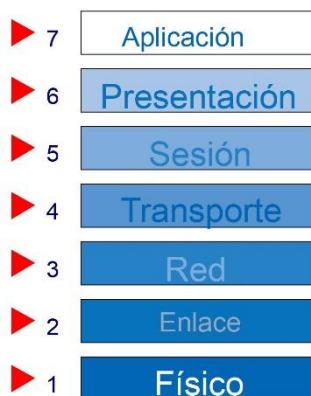 7 Aplicación
6 Presentación
5 Sesión
4 Transporte
3 Red
2 Enlace
1 Físico